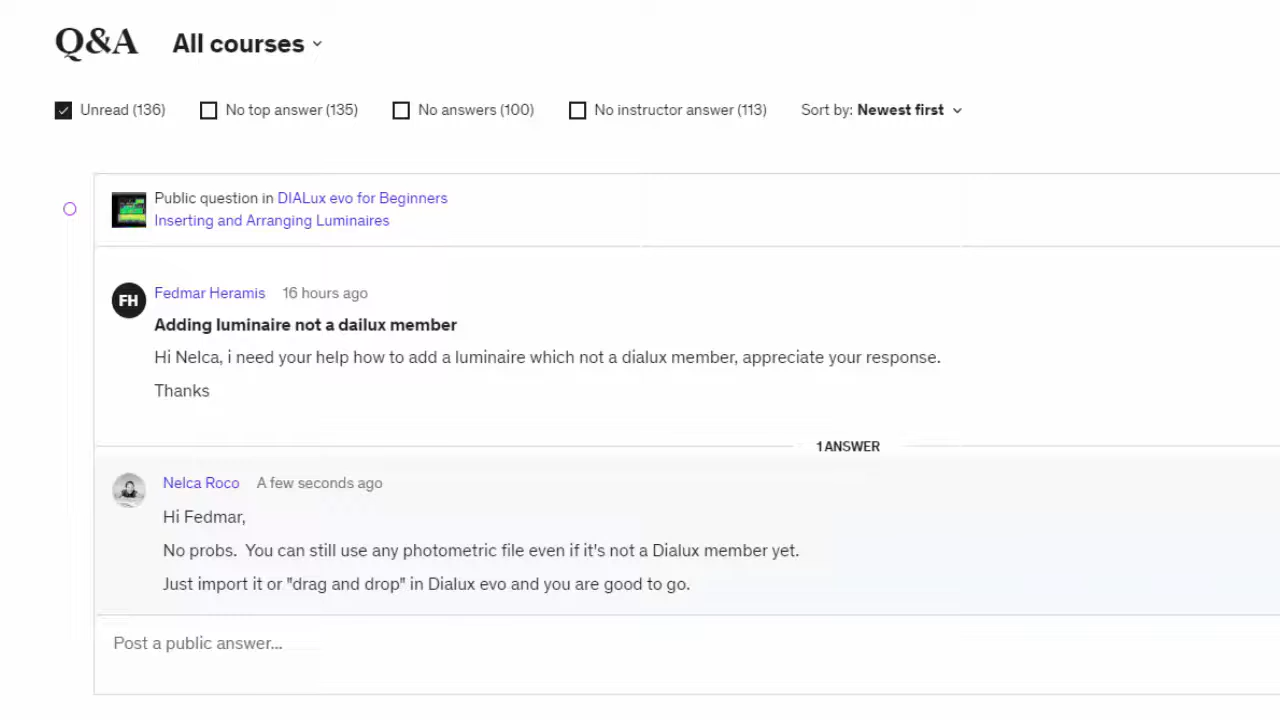 Q&A All courses
Unread (136) No top answer (135) No answers (100) No instructor answer (113) Sort by: Newest first
Public question in DIALux evo for Beginners
Inserting and Arranging Luminaires
FH Fedmar Heramis 16 hours ago
Adding luminaire not a dailux member
Hi Nelca, i need your help how to add a luminaire which not a dialux member, appreciate your response.
Thanks
1 ANSWER
Nelca Roco A few seconds ago
Hi Fedmar,
No probs. You can still use any photometric file even if it's not a Dialux member yet.
Just import it or "drag and drop" in Dialux evo and you are good to go.
Post a public answer...